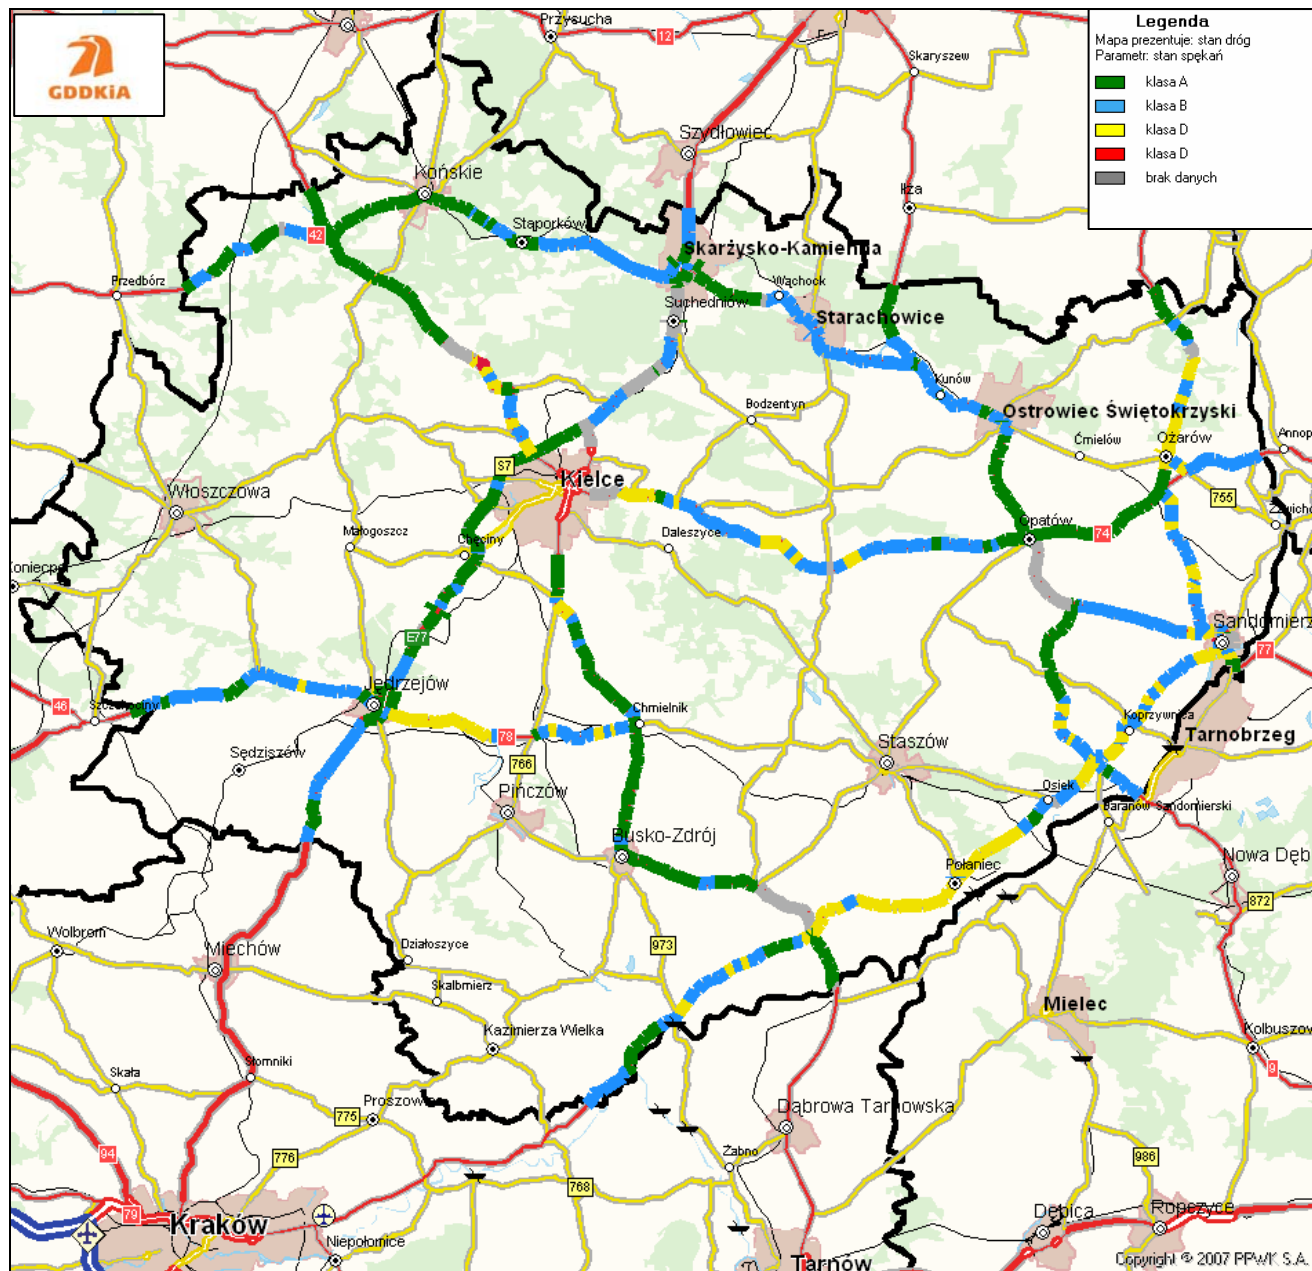 GDDKiA
Legenda
Mapa prezentuje: stan dróg
Parametr: stan spękań
klasa A
klasa B
klasa D
klasa D
brak danych
Przysucha
12
Skaryszew
Szydłowiec
Końskie
Iłża
Stąporków
42
Skarżysko-Kamienna
Przedbórz
Wąchock
Suchedniów
Starachowice
Kunów
Bodzentyn
Ostrowiec Świętokrzyski
Ćmielów
Ożarów
Annop
S7
Kielce
Włoszczowa
755
Zawicho
Małogoszcz
Chęciny
Daleszyce
Opatów
74
Koniecpol
E77
Sandomierz
77
Jędrzejów
46
Szczekociny
Chmielnik
Koprzywnica
78
Tarnobrzeg
Sędziszów
Staszów
766
Pińczów
Osiek
Baranów Sandomierski
Busko-Zdrój
Połaniec
Nowa Dęb
872
Wolbrom
Miechów
Działoszyce
973
Skalbmierz
Mielec
Kazimierza Wielka
Kolbuszow
Słomniki
9
Skała
Proszowice
775
Dąbrowa Tarnowska
94
776
Żabno
986
768
79
Kraków
Dębica
Ropczyce
Niepołomice
Tarnów
Copyright © 2007 PPWK S.A.